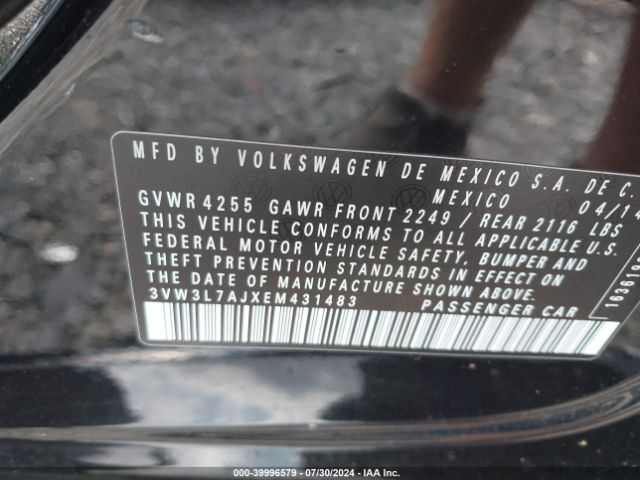 MFD BY VOLKSWAGEN DE MEXICO S.A. DE C.
MEXICO 04/1
GVWR 4255 GAWR FRONT 2249 / REAR 2116 LBS
THIS VEHICLE CONFORMS TO ALL APPLICABLE U.S.
FEDERAL MOTOR VEHICLE SAFETY, BUMPER AND
THEFT PREVENTION STANDARDS IN EFFECT ON
THE DATE OF MANUFACTURE SHOWN ABOVE.
3VW3L7AJXEM431483 PASSENGER CAR
000-39996579 - 07/30/2024 - IAA Inc.